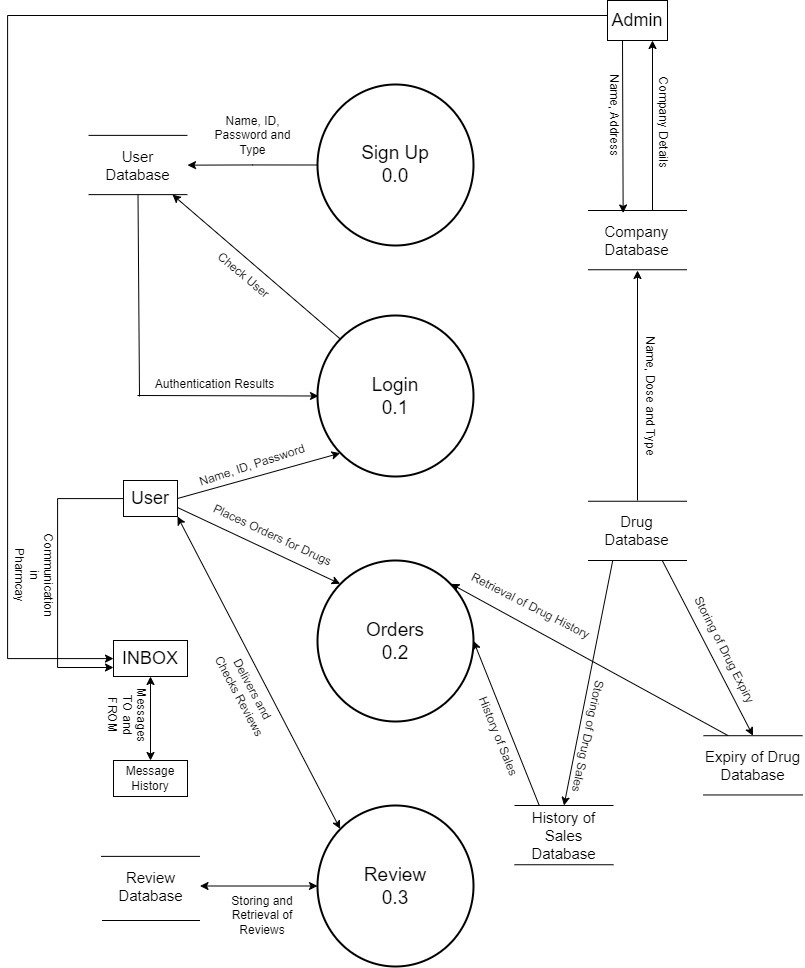 Admin
Name, Address
Company Details
Name, ID,
Password and
Type
Sign Up
0.0
User
Database
Company
Database
Check User
Name, Dose and Type
Login
0.1
Authentication Results
Name, ID, Password
User
Places Orders for Drugs
Drug
Database
Communication
in
Pharmcay
Retrieval of Drug History
Storing of Drug Expiry
Orders
0.2
INBOX
Delivers and
Checks Reviews
Messages
TO and
FROM
History of Sales
Storing of Drug Sales
Expiry of Drug
Database
Message
History
History of
Sales
Database
Review
0.3
Review
Database
Storing and
Retrieval of
Reviews